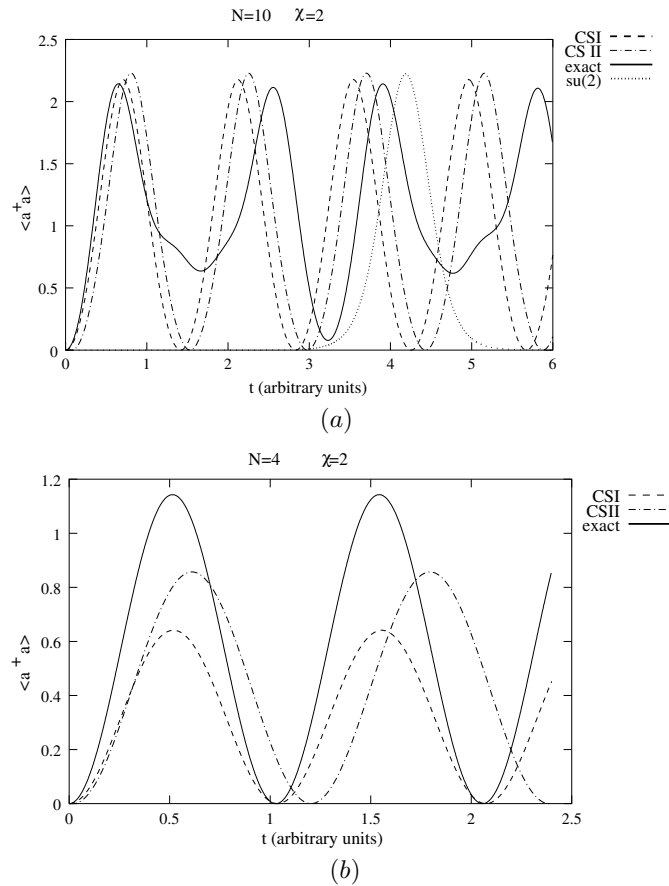 N=10 χ=2
CSI
CS II
exact
su(2)
2.5
2
1.5
1
0.5
0
<a⁺a>
0 1 2 3 4 5 6
t (arbitrary units)
(a)
N=4 χ=2
CSI
CSII
exact
1.2
1
0.8
0.6
0.4
0.2
0
<a⁺a>
0 0.5 1 1.5 2 2.5
t (arbitrary units)
(b)